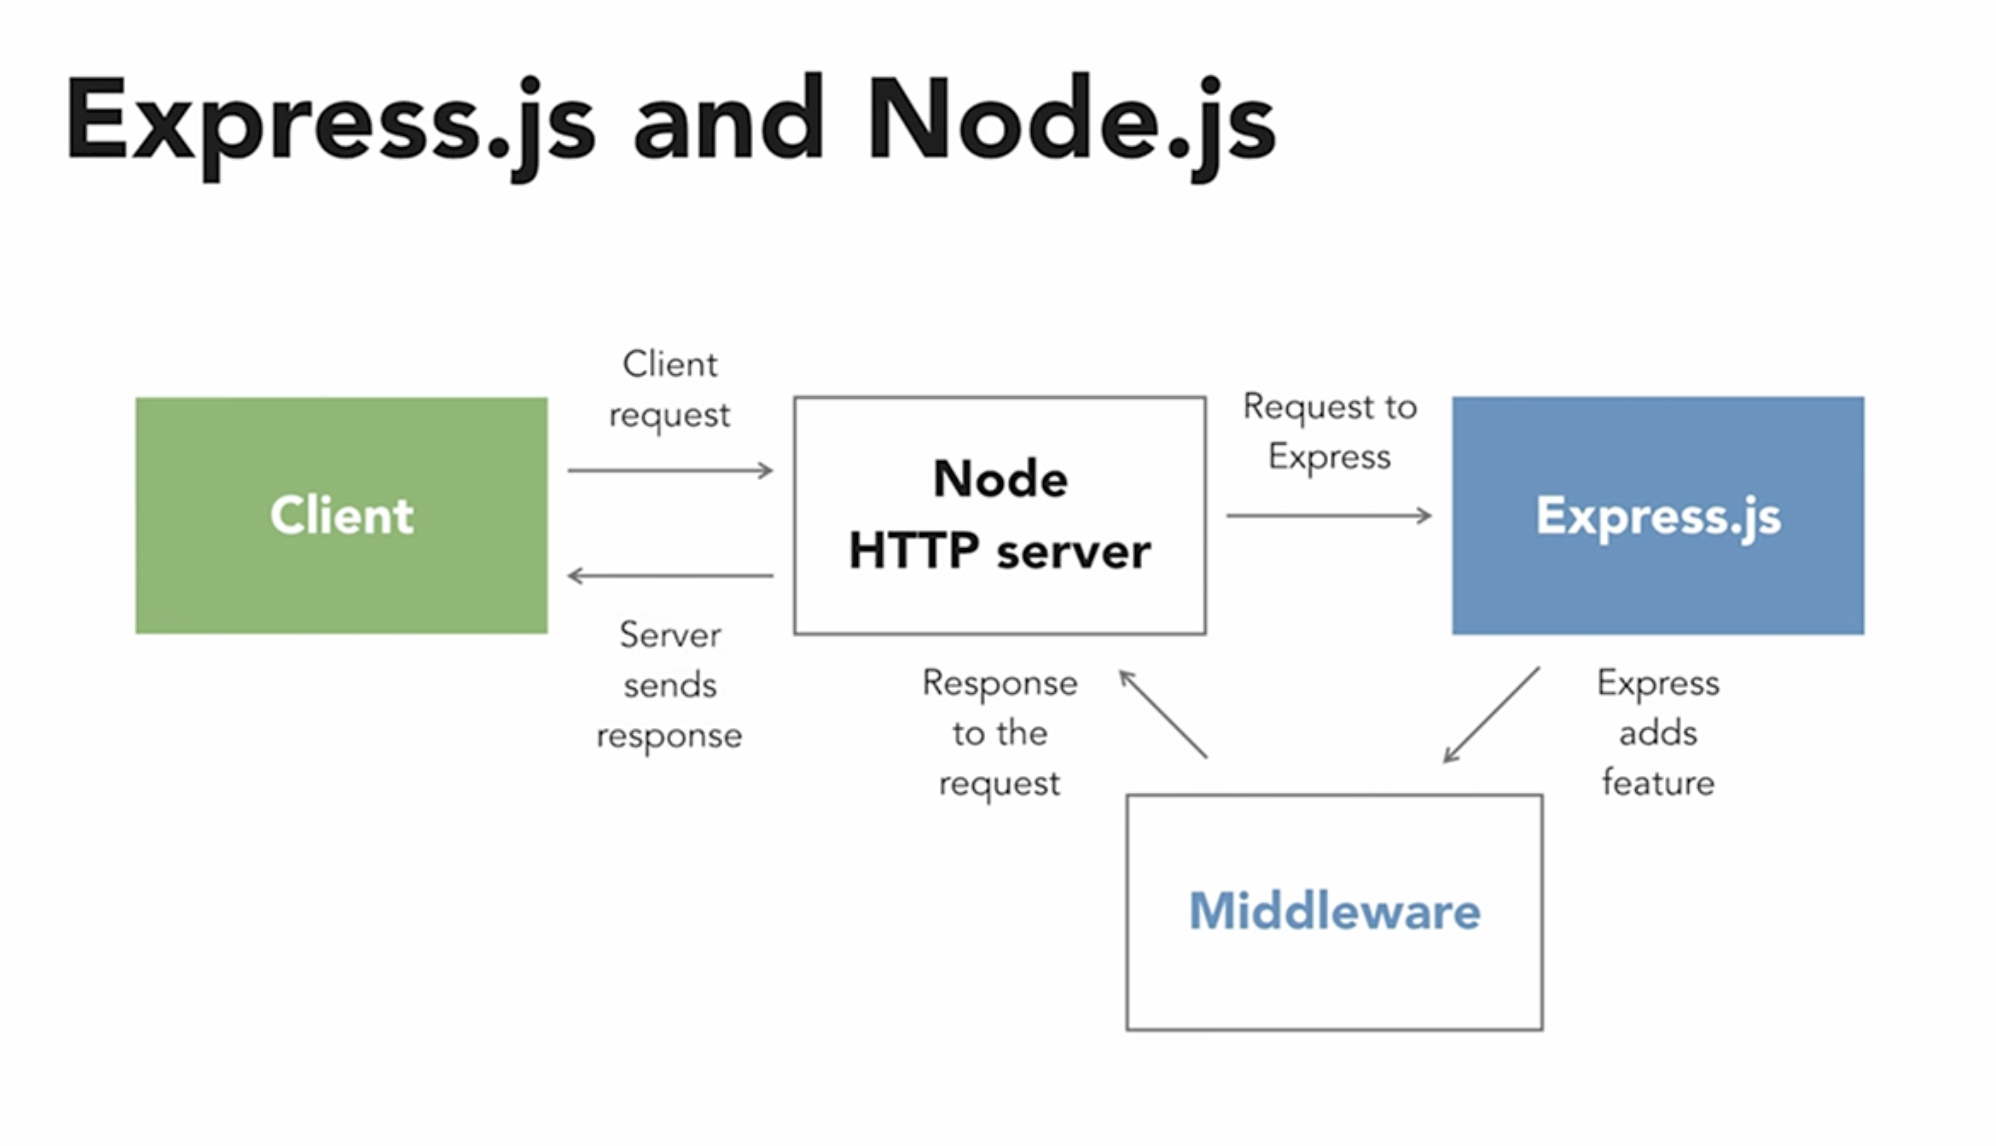 Express.js and Node.js
Client
request
Client
Server
sends
response
Node
HTTP server
Request to
Express
Express.js
Response
to the
request
Express
adds
feature
Middleware